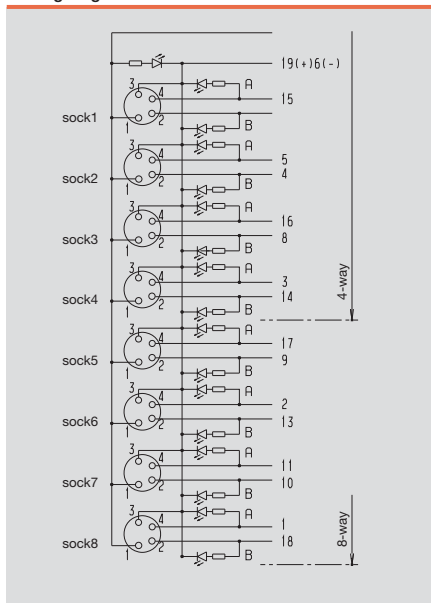 19(+)6(-)
3 A
4 15
sock1
1 2 B
3 A
4 5
sock2 4
1 2 B
3 A
4 16
sock3 8
1 2 B
3 A
4 3
sock4 14
1 2 B
4-way
3 A
4 17
sock5 9
1 2 B
3 A
4 2
sock6 13
1 2 B
3 A
4 11
sock7 10
1 2 B
3 A
4 1
sock8 18
1 2 B
8-way